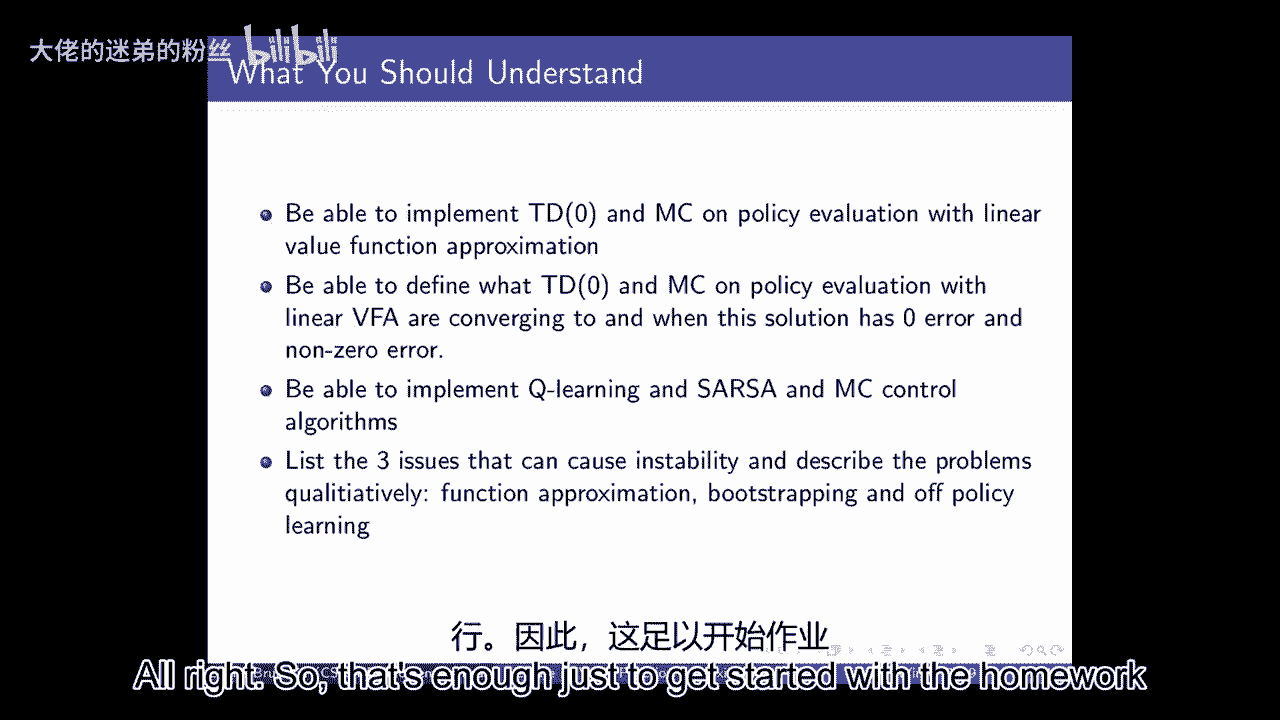 大佬的迷弟的粉丝 bilibili
What You Should Understand
Be able to implement TD(0) and MC on policy evaluation with linear
value function approximation
Be able to define what TD(0) and MC on policy evaluation with
linear VFA are converging to and when this solution has 0 error and
non-zero error.
Be able to implement Q-learning and SARSA and MC control
algorithms
List the 3 issues that can cause instability and describe the problems
qualitiatively: function approximation, bootstrapping and off policy
learning
行。因此，这足以开始作业
All right. So, that's enough just to get started with the homework